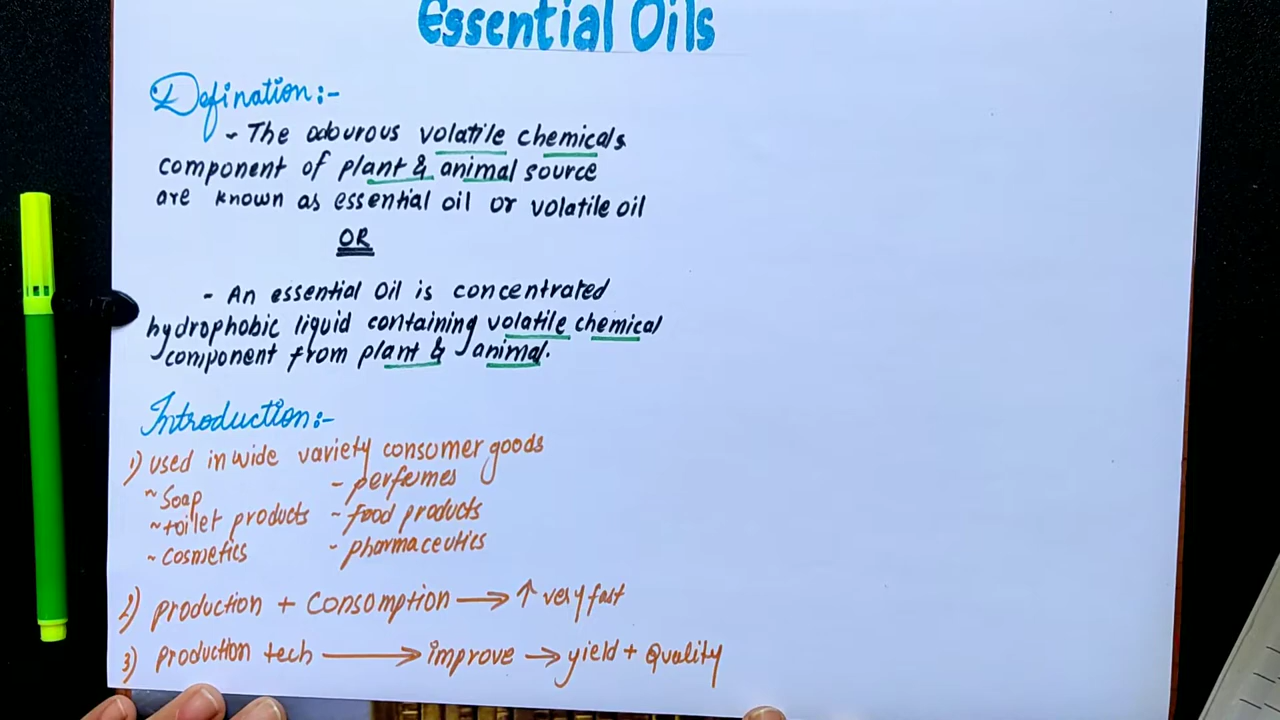 Essential Oils
Defination:-
- The odourous volatile chemicals
component of plant & animal source
are known as essential oil or volatile oil
OR
- An essential Oil is concentrated
hydrophobic liquid containing volatile chemical
component from plant & animal.
Introduction:-
1) used in wide variety consumer goods
~ Soap - perfumes
~ toilet products ~ food products
~ Cosmetics - pharmaceutics
2) production + Consomption → ↑ very fast
3) production tech → improve → yield + Quality